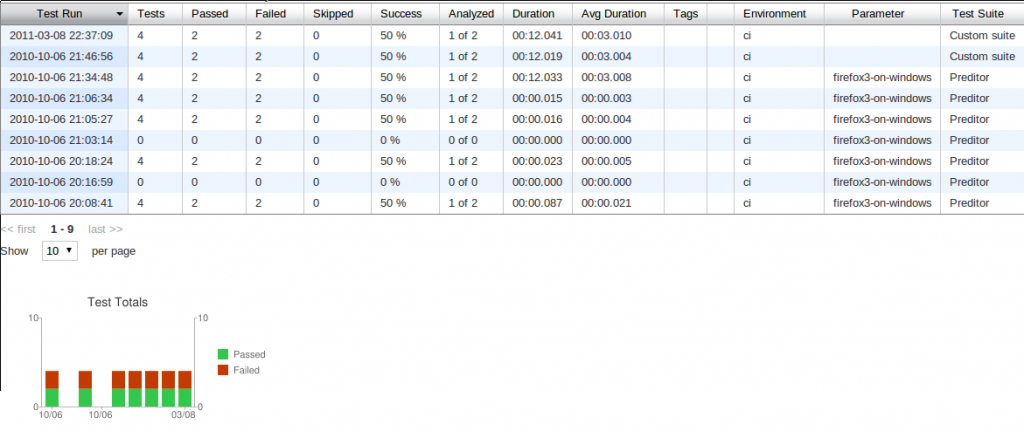 Test Run Tests Passed Failed Skipped Success Analyzed Duration Avg Duration Tags Environment Parameter Test Suite
2011-03-08 22:37:09 4 2 2 0 50 % 1 of 2 00:12.041 00:03.010 ci Custom suite
2010-10-06 21:46:56 4 2 2 0 50 % 1 of 2 00:12.019 00:03.004 ci Custom suite
2010-10-06 21:34:48 4 2 2 0 50 % 1 of 2 00:12.033 00:03.008 ci firefox3-on-windows Preditor
2010-10-06 21:06:34 4 2 2 0 50 % 1 of 2 00:00.015 00:00.003 ci firefox3-on-windows Preditor
2010-10-06 21:05:27 4 2 2 0 50 % 1 of 2 00:00.016 00:00.004 ci firefox3-on-windows Preditor
2010-10-06 21:03:14 0 0 0 0 0 % 0 of 0 00:00.000 00:00.000 ci firefox3-on-windows Preditor
2010-10-06 20:18:24 4 2 2 0 50 % 1 of 2 00:00.023 00:00.005 ci firefox3-on-windows Preditor
2010-10-06 20:16:59 0 0 0 0 0 % 0 of 0 00:00.000 00:00.000 ci firefox3-on-windows Preditor
2010-10-06 20:08:41 4 2 2 0 50 % 1 of 2 00:00.087 00:00.021 ci firefox3-on-windows Preditor
<< first 1 - 9 last >>
Show 10 per page
Test Totals
10 10
Passed
Failed
0 0
10/06 10/06 03/08